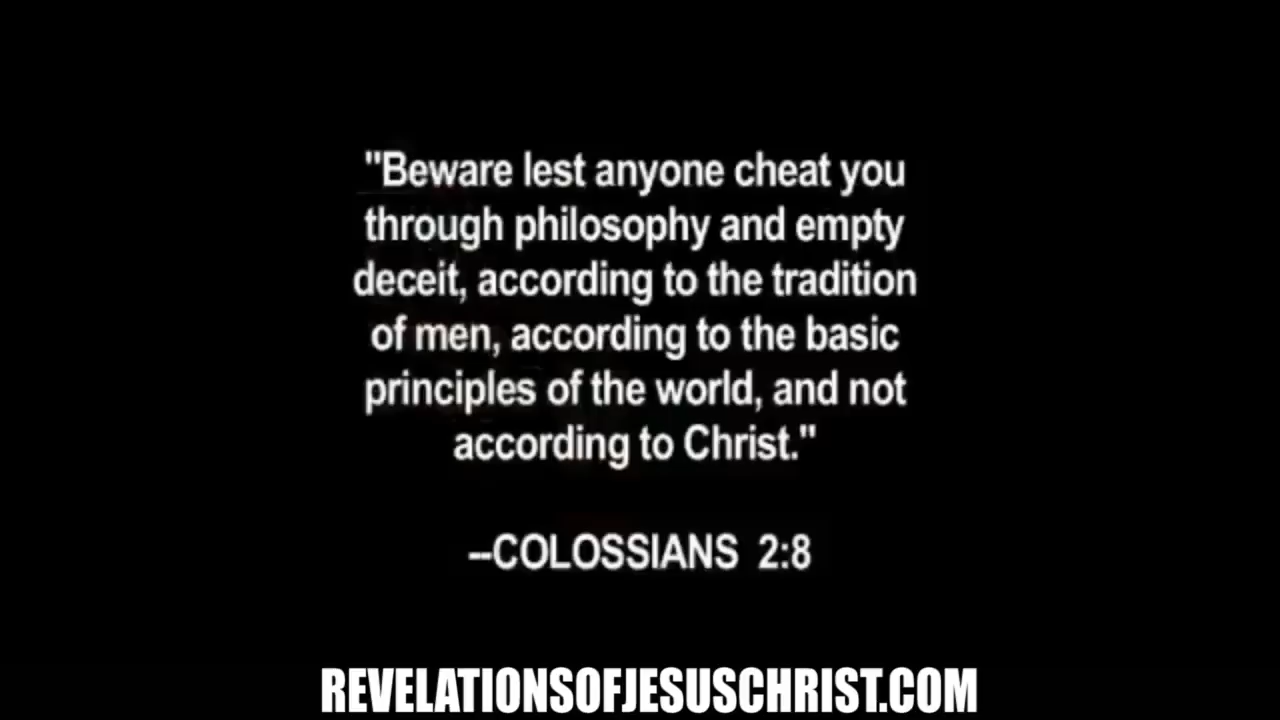 "Beware lest anyone cheat you
through philosophy and empty
deceit, according to the tradition
of men, according to the basic
principles of the world, and not
according to Christ."
--COLOSSIANS 2:8
REVELATIONSOFJESUSCHRIST.COM